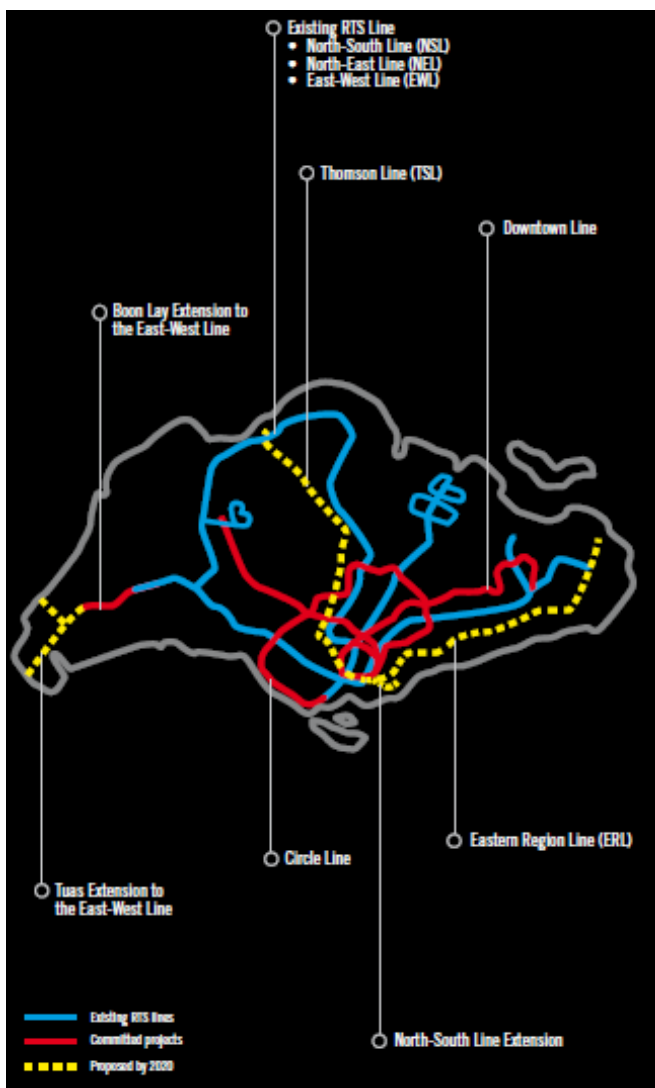 Existing RTS Line
• North-South Line (NSL)
• North-East Line (NEL)
• East-West Line (EWL)
Thomson Line (TSL)
Downtown Line
Boon Lay Extension to
the East-West Line
Eastern Region Line (ERL)
Circle Line
Tuas Extension to
the East-West Line
North-South Line Extension
Existing RTS lines
Committed projects
Proposed by 2020